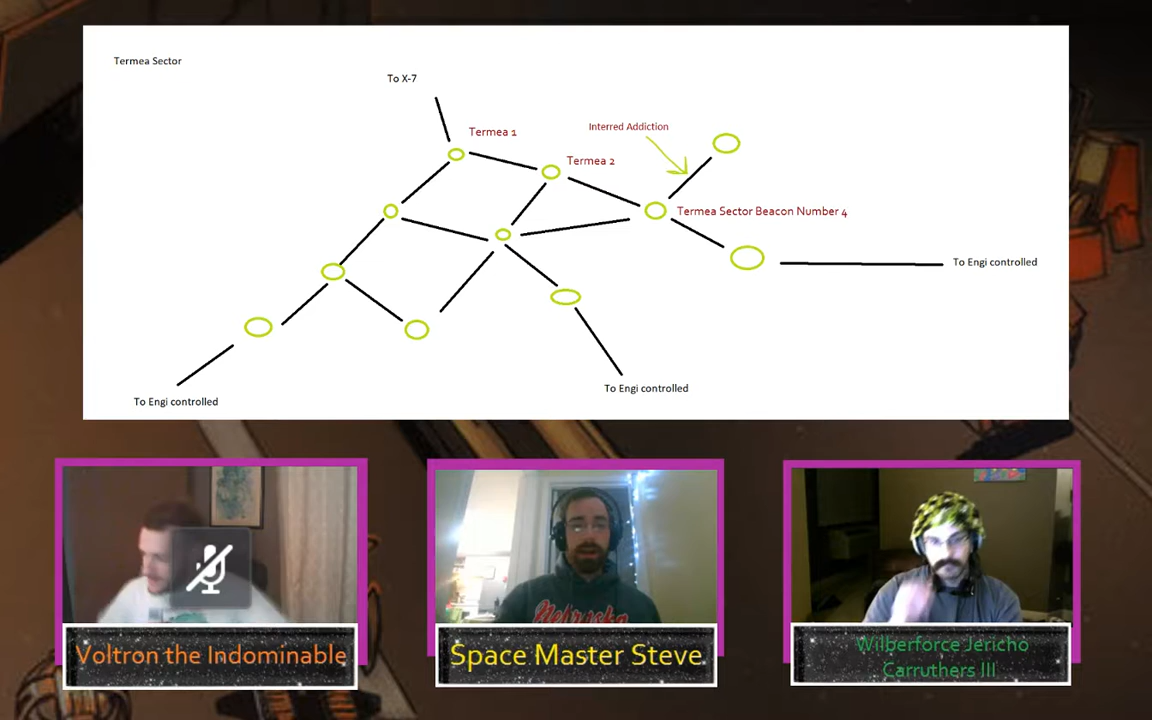 Termea Sector
To X-7
Termea 1
Interred Addiction
Termea 2
Termea Sector Beacon Number 4
To Engi controlled
To Engi controlled
To Engi controlled
Nebraska
Voltron the Indominable
Space Master Steve
Wilberforce Jericho
Carruthers III